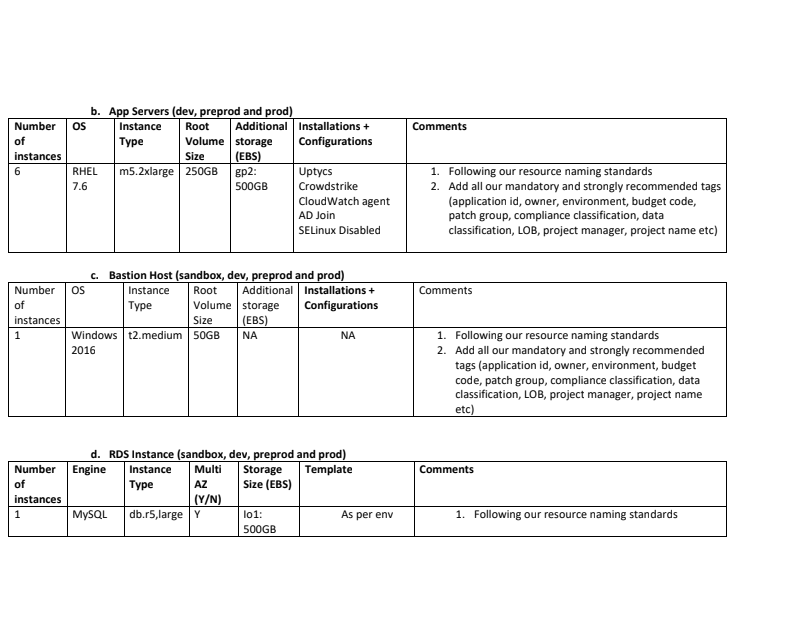 b. App Servers (dev, preprod and prod)
Number of instances | OS | Instance Type | Root Volume Size | Additional storage (EBS) | Installations + Configurations | Comments
6 | RHEL 7.6 | m5.2xlarge | 250GB | gp2: 500GB | Uptycs
Crowdstrike
CloudWatch agent
AD Join
SELinux Disabled
1. Following our resource naming standards
2. Add all our mandatory and strongly recommended tags
(application id, owner, environment, budget code,
patch group, compliance classification, data
classification, LOB, project manager, project name etc)
c. Bastion Host (sandbox, dev, preprod and prod)
Number of instances | OS | Instance Type | Root Volume Size | Additional storage (EBS) | Installations + Configurations | Comments
1 | Windows 2016 | t2.medium | 50GB | NA | NA
1. Following our resource naming standards
2. Add all our mandatory and strongly recommended
tags (application id, owner, environment, budget
code, patch group, compliance classification, data
classification, LOB, project manager, project name
etc)
d. RDS Instance (sandbox, dev, preprod and prod)
Number of instances | Engine | Instance Type | Multi AZ (Y/N) | Storage Size (EBS) | Template | Comments
1 | MySQL | db.r5,large | Y | Io1: 500GB | As per env
1. Following our resource naming standards